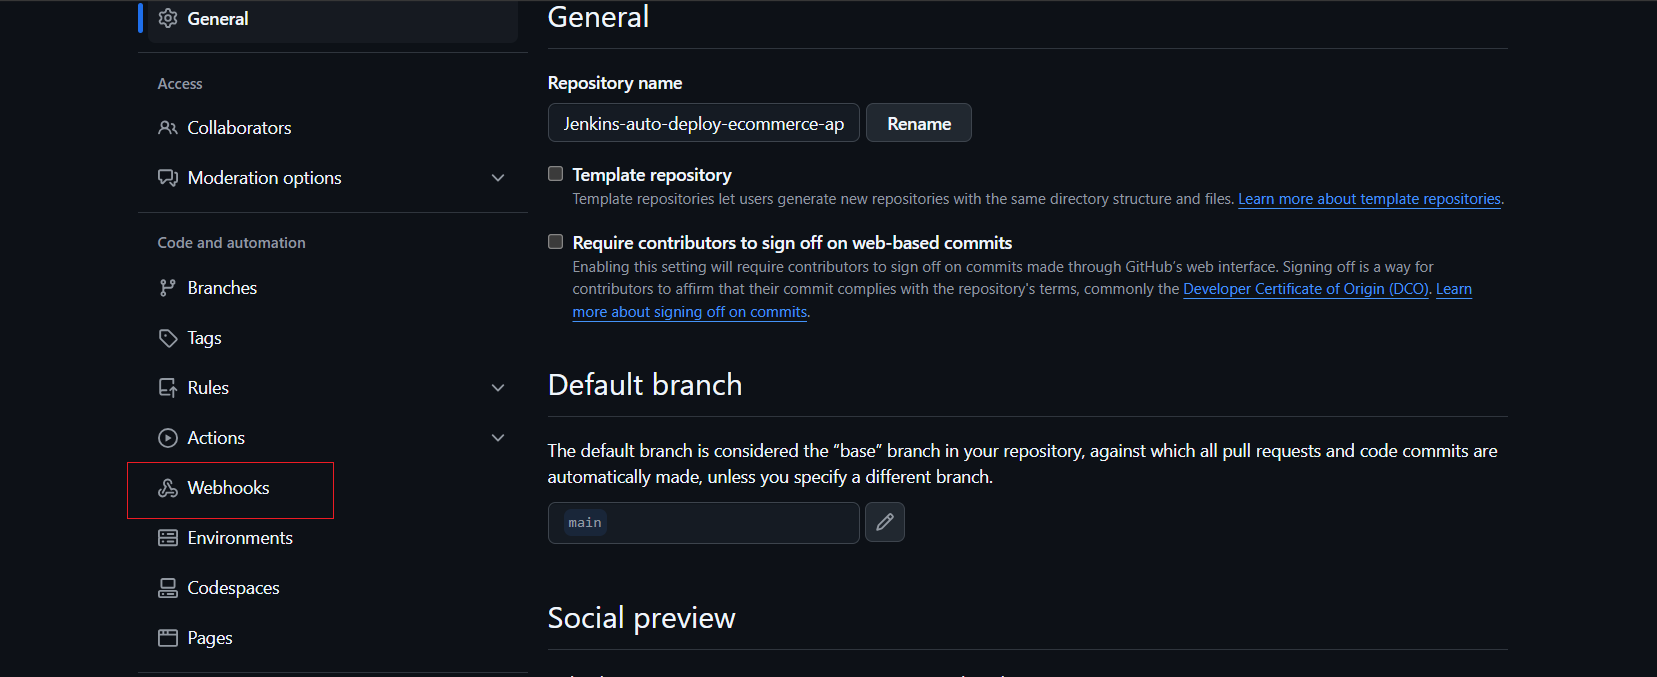 General
Access
Collaborators
Moderation options
Code and automation
Branches
Tags
Rules
Actions
Webhooks
Environments
Codespaces
Pages
General
Repository name
Jenkins-auto-deploy-ecommerce-ap
Rename
Template repository
Template repositories let users generate new repositories with the same directory structure and files. Learn more about template repositories.
Require contributors to sign off on web-based commits
Enabling this setting will require contributors to sign off on commits made through GitHub’s web interface. Signing off is a way for
contributors to affirm that their commit complies with the repository's terms, commonly the Developer Certificate of Origin (DCO). Learn
more about signing off on commits.
Default branch
The default branch is considered the “base” branch in your repository, against which all pull requests and code commits are
automatically made, unless you specify a different branch.
main
Social preview